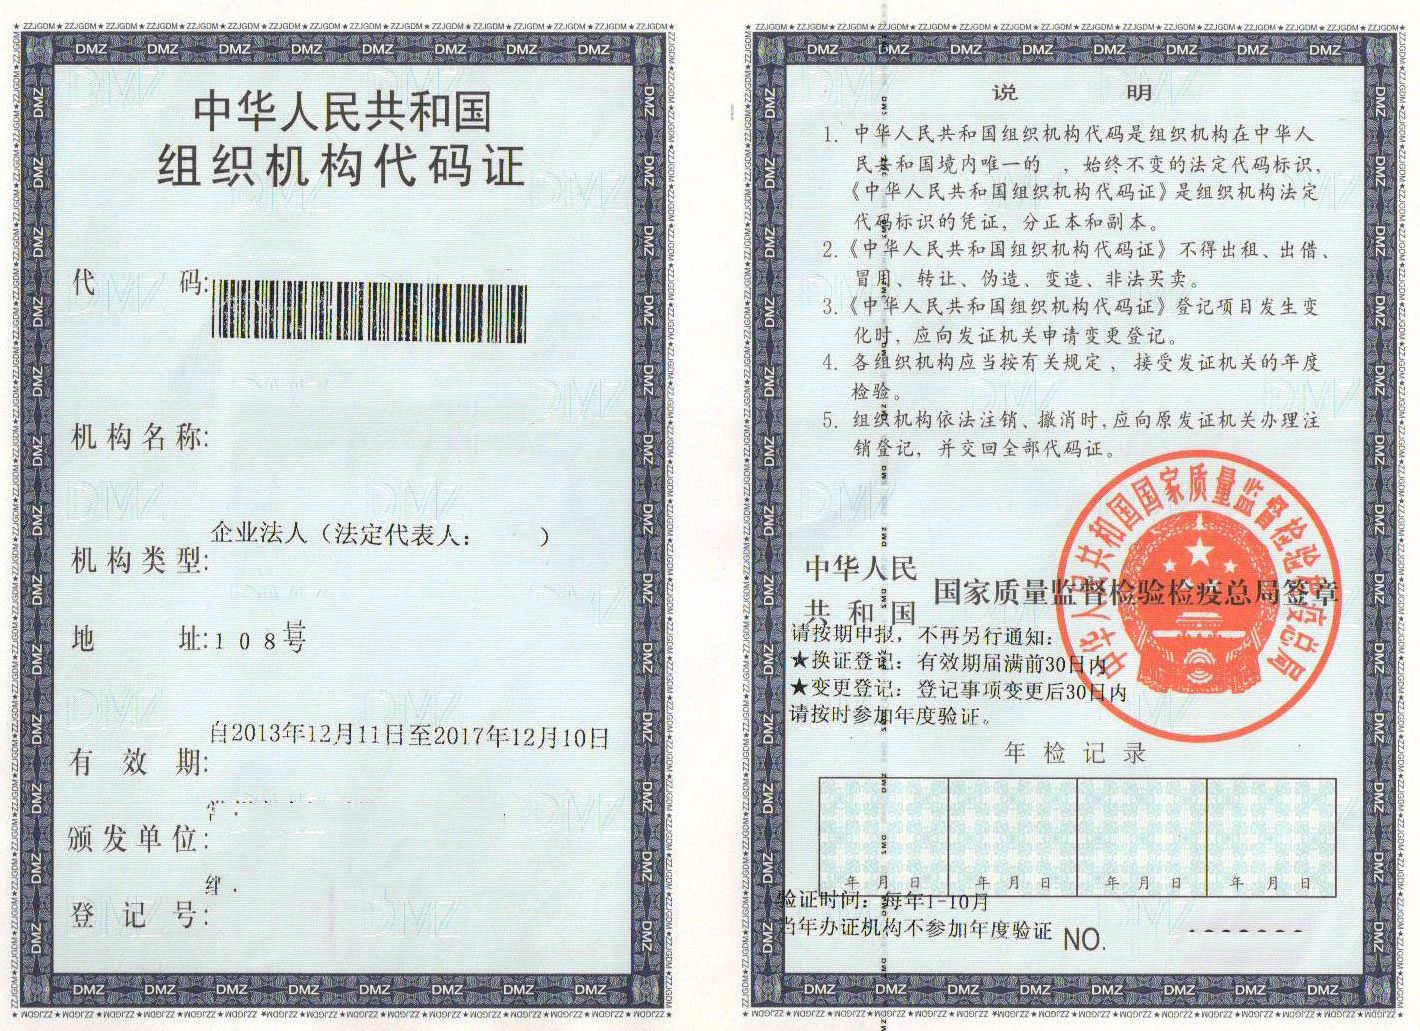 中华人民共和国
组织机构代码证
代 码:
机构名称:
企业法人（法定代表人: ）
机构类型:
地 址: 108号
自2013年12月11日至2017年12月10日
有 效 期:
颁发单位:
登 记 号:
说 明
1. 中华人民共和国组织机构代码是组织机构在中华人
民共和国境内唯一的 ，始终不变的法定代码标识，
《中华人民共和国组织机构代码证》是组织机构法定
代码标识的凭证，分正本和副本。
2.《中华人民共和国组织机构代码证》不得出租、出借、
冒用、转让、伪造、变造、非法买卖。
3.《中华人民共和国组织机构代码证》登记项目发生变
化时，应向发证机关申请变更登记。
4. 各组织机构应当按有关规定，接受发证机关的年度
检验。
5. 组织机构依法注销、撤消时，应向原发证机关办理注
销登记，并交回全部代码证。
中华人民共和国国家质量监督检验检疫总局
中华人民
共和国
国家质量监督检验检疫总局签章
请按期申报，不再另行通知:
★换证登记: 有效期届满前30日内
★变更登记: 登记事项变更后30日内
请按时参加年度验证。
年检记录
年 月 日 年 月 日 年 月 日 年 月 日
验证时间: 每年1-10月
当年办证机构不参加年度验证
NO.